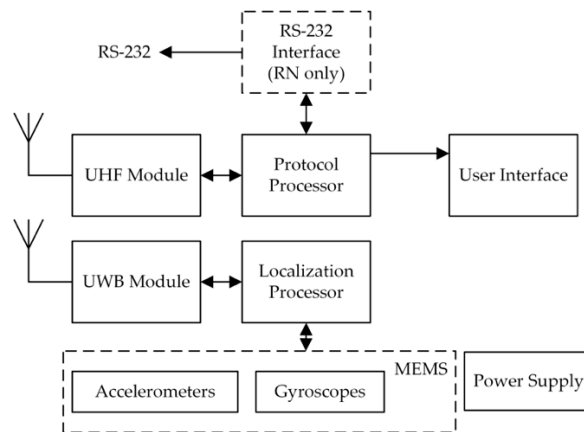 RS-232
RS-232
Interface
(RN only)
UHF Module
Protocol
Processor
User Interface
UWB Module
Localization
Processor
MEMS
Accelerometers
Gyroscopes
Power Supply